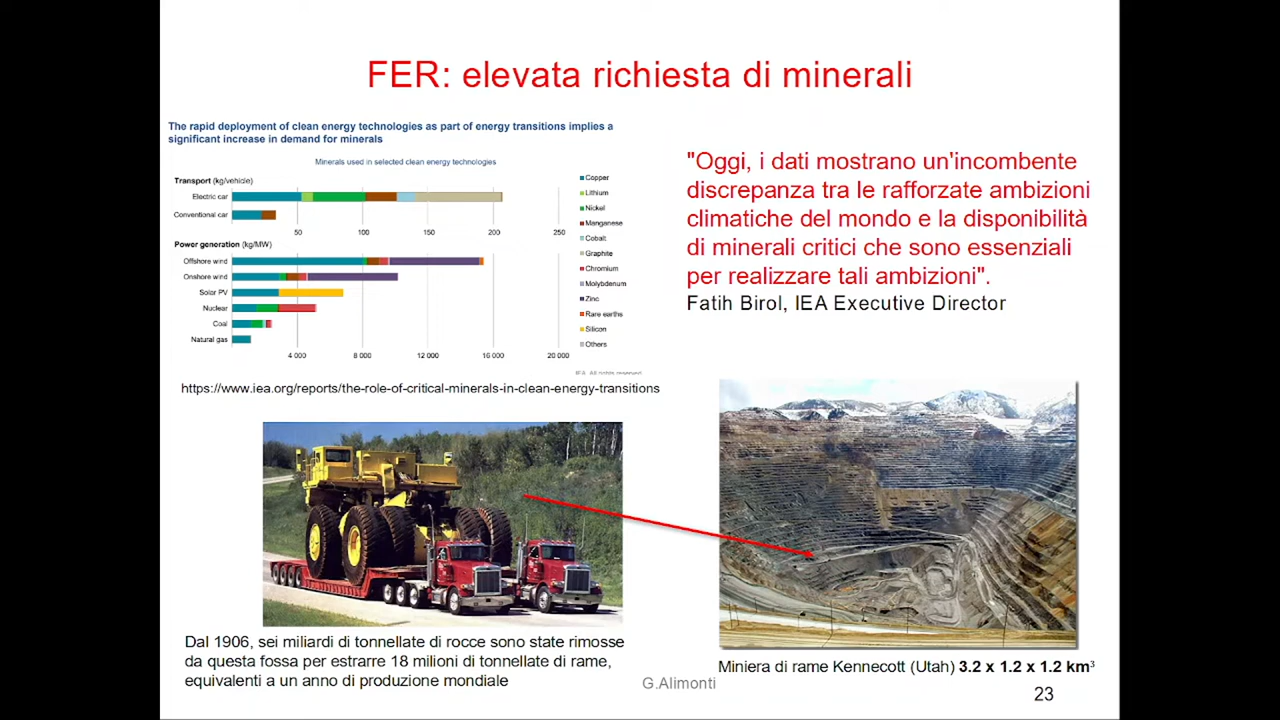 FER: elevata richiesta di minerali
The rapid deployment of clean energy technologies as part of energy transitions implies a
significant increase in demand for minerals
Minerals used in selected clean energy technologies
Transport (kg/vehicle)
Electric car
Conventional car
50 100 150 200 250
Power generation (kg/MW)
Offshore wind
Onshore wind
Solar PV
Nuclear
Coal
Natural gas
4 000 8 000 12 000 16 000 20 000
Copper
Lithium
Nickel
Manganese
Cobalt
Graphite
Chromium
Molybdenum
Zinc
Rare earths
Silicon
Others
IEA. All rights reserved
https://www.iea.org/reports/the-role-of-critical-minerals-in-clean-energy-transitions
"Oggi, i dati mostrano un'incombente
discrepanza tra le rafforzate ambizioni
climatiche del mondo e la disponibilità
di minerali critici che sono essenziali
per realizzare tali ambizioni".
Fatih Birol, IEA Executive Director
Dal 1906, sei miliardi di tonnellate di rocce sono state rimosse
da questa fossa per estrarre 18 milioni di tonnellate di rame,
equivalenti a un anno di produzione mondiale
Miniera di rame Kennecott (Utah) 3.2 x 1.2 x 1.2 km³
G.Alimonti
23